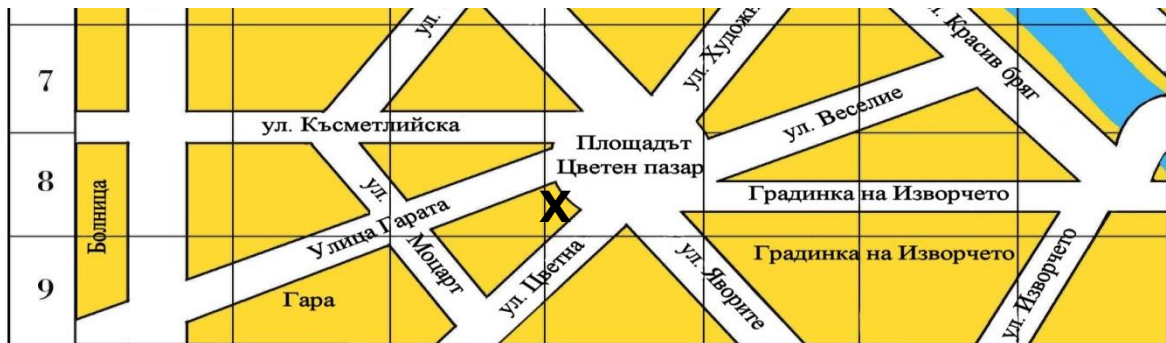 ул.
ул. Художн
л. Красив бряг
7
ул. Веселие
ул. Късметлийска
Площадът
Цветен пазар
8
ул.
Градинка на Изворчето
X
Болница
Улица Гарата
Моцарт
ул. Цветна
ул. Яворите
Градинка на Изворчето
ул. Изворчето
9
Гара